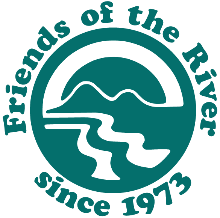 Friends of the River
since 1973